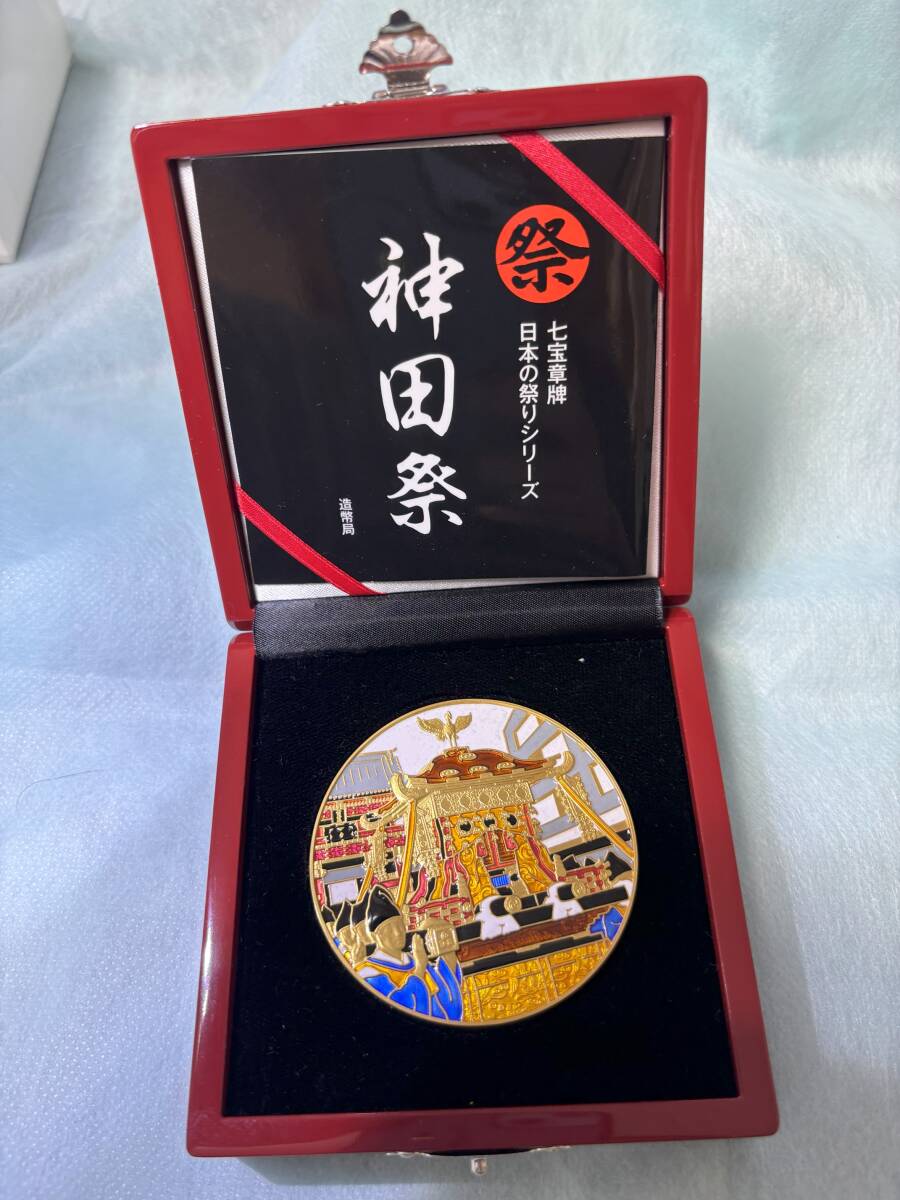 祭
七宝章牌
日本の祭りシリーズ
神田祭
造幣局